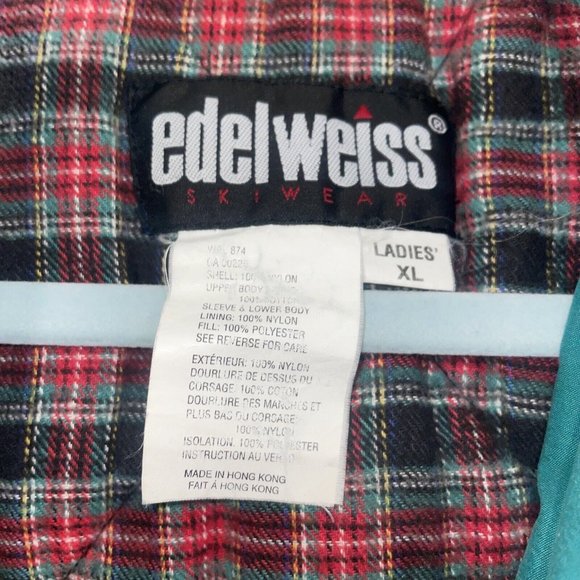 edelweiss®
SKIWEAR
LADIES'
XL
874
CA 00224
SHELL: 100% NYLON
UPPER BODY
100% COTTON
SLEEVE & LOWER BODY
LINING: 100% NYLON
FILL: 100% POLYESTER
SEE REVERSE FOR CARE
EXTÉRIEUR: 100% NYLON
DOURLURE DE DESSUS DU
CORSAGE: 100% COTON
DOURLURE DES MANCHES ET
PLUS BAS DU CORSAGE:
100% NYLON
ISOLATION: 100% POLYESTER
INSTRUCTION AU VERSO
MADE IN HONG KONG
FAIT À HONG KONG